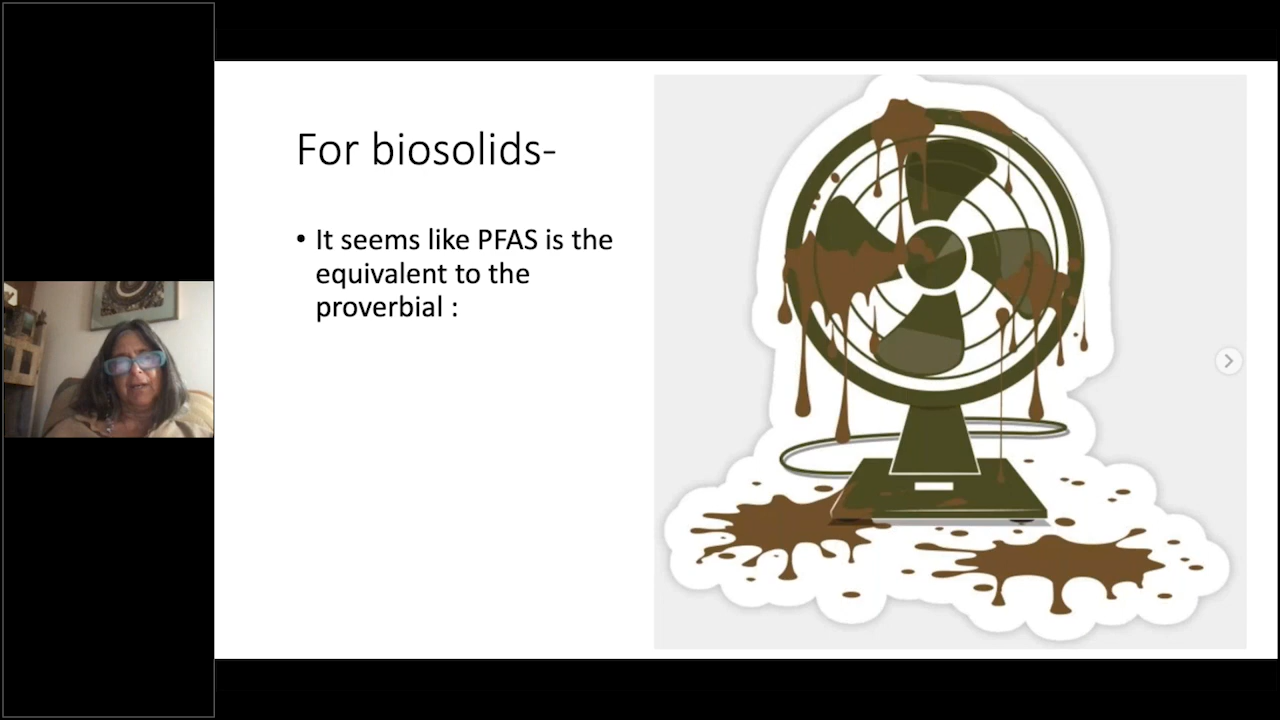 For biosolids-
• It seems like PFAS is the
equivalent to the
proverbial :